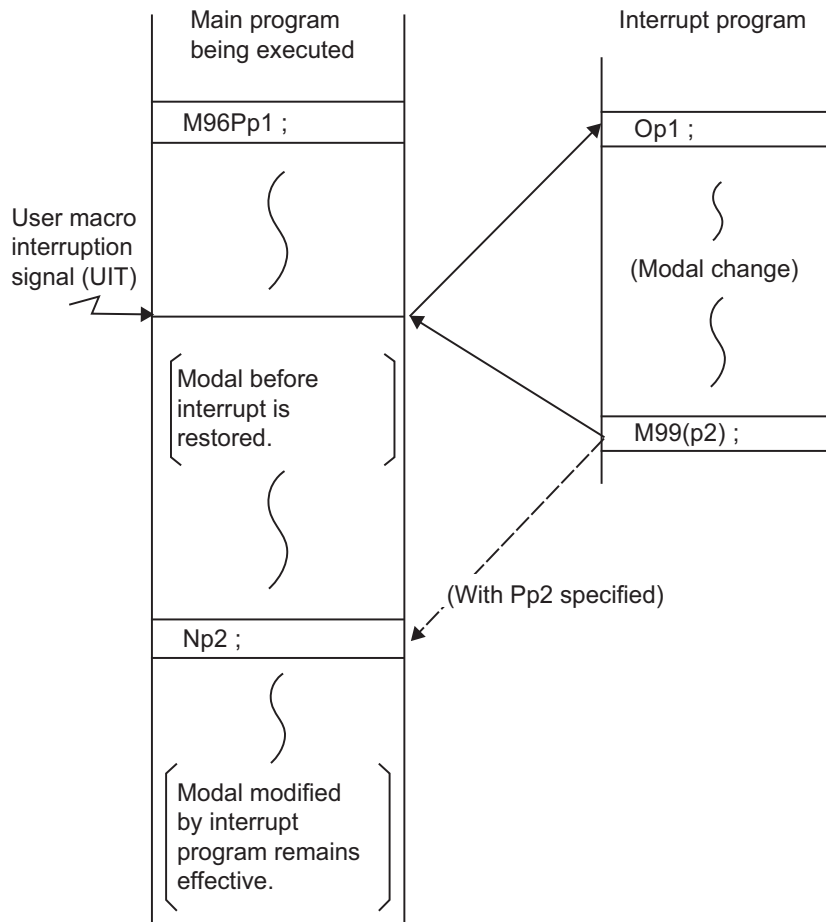 Main program
being executed
Interrupt program
M96Pp1 ;
Op1 ;
User macro
interruption
signal (UIT)
(Modal change)
Modal before
interrupt is
restored.
M99(p2) ;
(With Pp2 specified)
Np2 ;
Modal modified
by interrupt
program remains
effective.